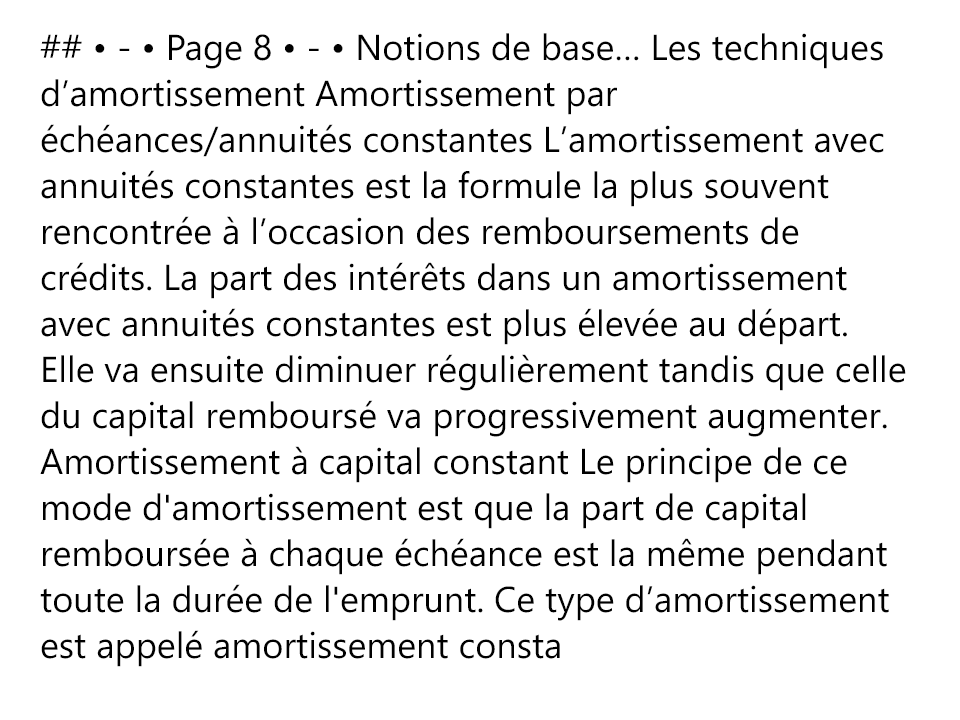 ## • - • Page 8 • - • Notions de base... Les techniques
d’amortissement Amortissement par
échéances/annuités constantes L’amortissement avec
annuités constantes est la formule la plus souvent
rencontrée à l’occasion des remboursements de
crédits. La part des intérêts dans un amortissement
avec annuités constantes est plus élevée au départ.
Elle va ensuite diminuer régulièrement tandis que celle
du capital remboursé va progressivement augmenter.
Amortissement à capital constant Le principe de ce
mode d'amortissement est que la part de capital
remboursée à chaque échéance est la même pendant
toute la durée de l'emprunt. Ce type d’amortissement
est appelé amortissement consta